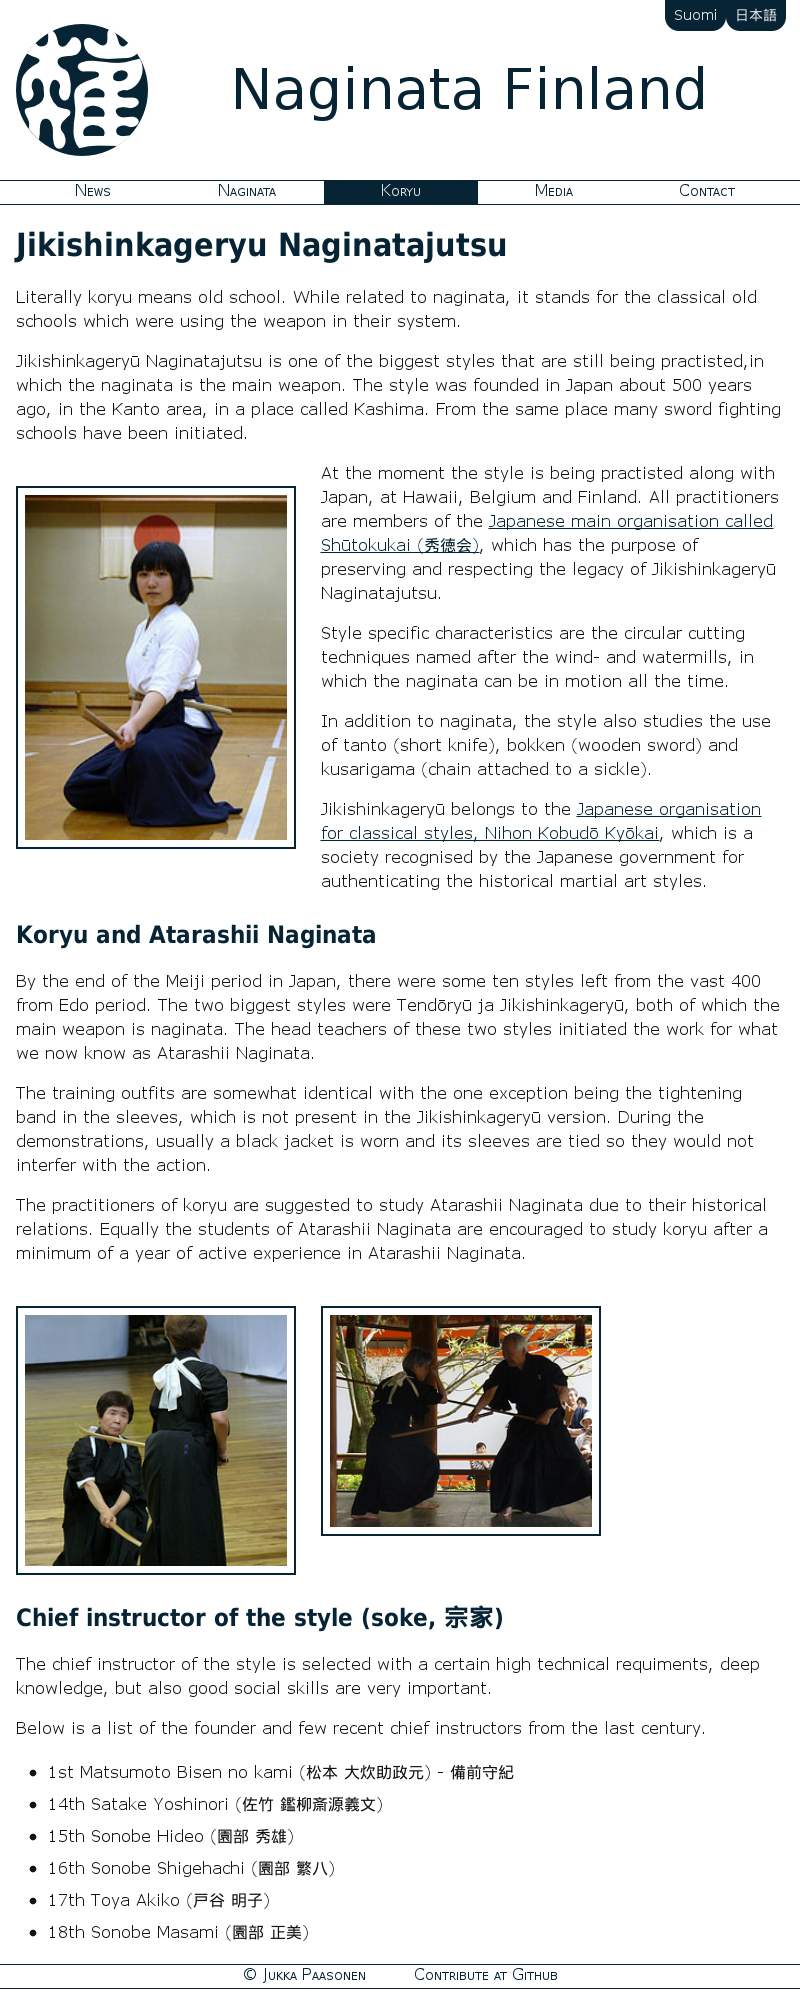 Suomi 日本語
Naginata Finland
News Naginata Koryu Media Contact
Jikishinkageryu Naginatajutsu
Literally koryu means old school. While related to naginata, it stands for the classical old
schools which were using the weapon in their system.
Jikishinkageryū Naginatajutsu is one of the biggest styles that are still being practisted,in
which the naginata is the main weapon. The style was founded in Japan about 500 years
ago, in the Kanto area, in a place called Kashima. From the same place many sword fighting
schools have been initiated.
At the moment the style is being practisted along with
Japan, at Hawaii, Belgium and Finland. All practitioners
are members of the Japanese main organisation called
Shūtokukai (秀徳会), which has the purpose of
preserving and respecting the legacy of Jikishinkageryū
Naginatajutsu.
Style specific characteristics are the circular cutting
techniques named after the wind- and watermills, in
which the naginata can be in motion all the time.
In addition to naginata, the style also studies the use
of tanto (short knife), bokken (wooden sword) and
kusarigama (chain attached to a sickle).
Jikishinkageryū belongs to the Japanese organisation
for classical styles, Nihon Kobudō Kyōkai, which is a
society recognised by the Japanese government for
authenticating the historical martial art styles.
Koryu and Atarashii Naginata
By the end of the Meiji period in Japan, there were some ten styles left from the vast 400
from Edo period. The two biggest styles were Tendōryū ja Jikishinkageryū, both of which the
main weapon is naginata. The head teachers of these two styles initiated the work for what
we now know as Atarashii Naginata.
The training outfits are somewhat identical with the one exception being the tightening
band in the sleeves, which is not present in the Jikishinkageryū version. During the
demonstrations, usually a black jacket is worn and its sleeves are tied so they would not
interfer with the action.
The practitioners of koryu are suggested to study Atarashii Naginata due to their historical
relations. Equally the students of Atarashii Naginata are encouraged to study koryu after a
minimum of a year of active experience in Atarashii Naginata.
Chief instructor of the style (soke, 宗家)
The chief instructor of the style is selected with a certain high technical requiments, deep
knowledge, but also good social skills are very important.
Below is a list of the founder and few recent chief instructors from the last century.
• 1st Matsumoto Bisen no kami (松本 大炊助政元) - 備前守紀
• 14th Satake Yoshinori (佐竹 鑑柳斎源義文)
• 15th Sonobe Hideo (園部 秀雄)
• 16th Sonobe Shigehachi (園部 繁八)
• 17th Toya Akiko (戸谷 明子)
• 18th Sonobe Masami (園部 正美)
© Jukka Paasonen Contribute at Github